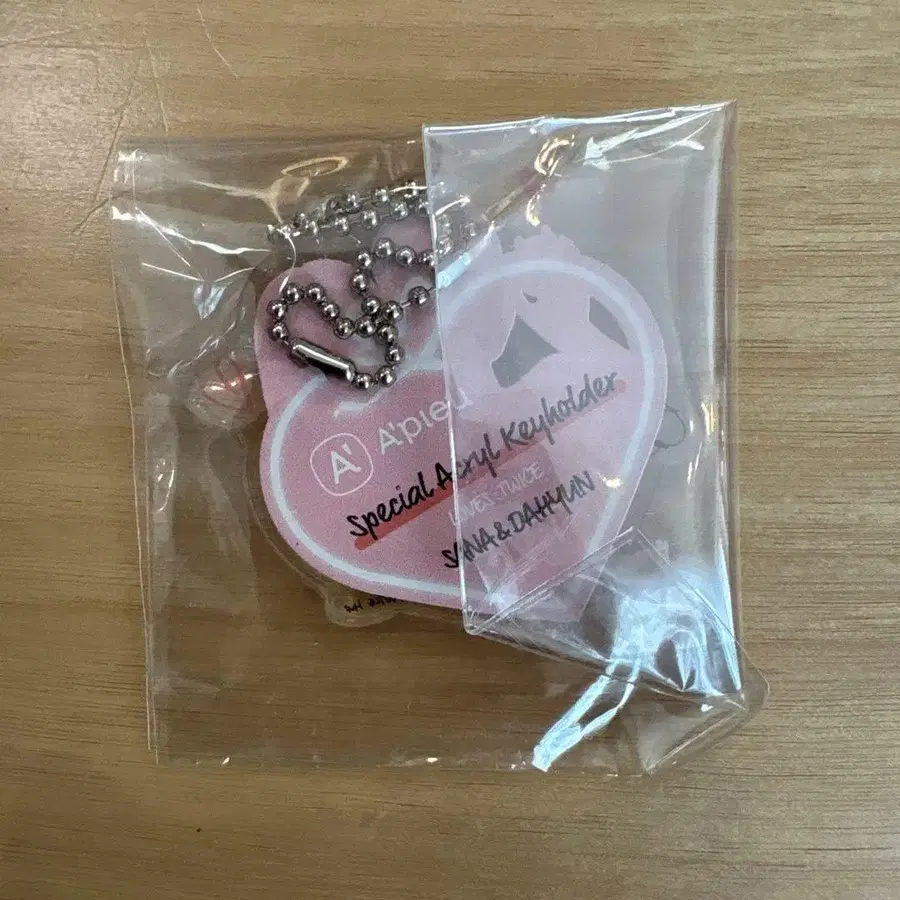 A' A'pieu
Special Acryl Keyholder
LOVES TWICE
SANA & DAHYUN